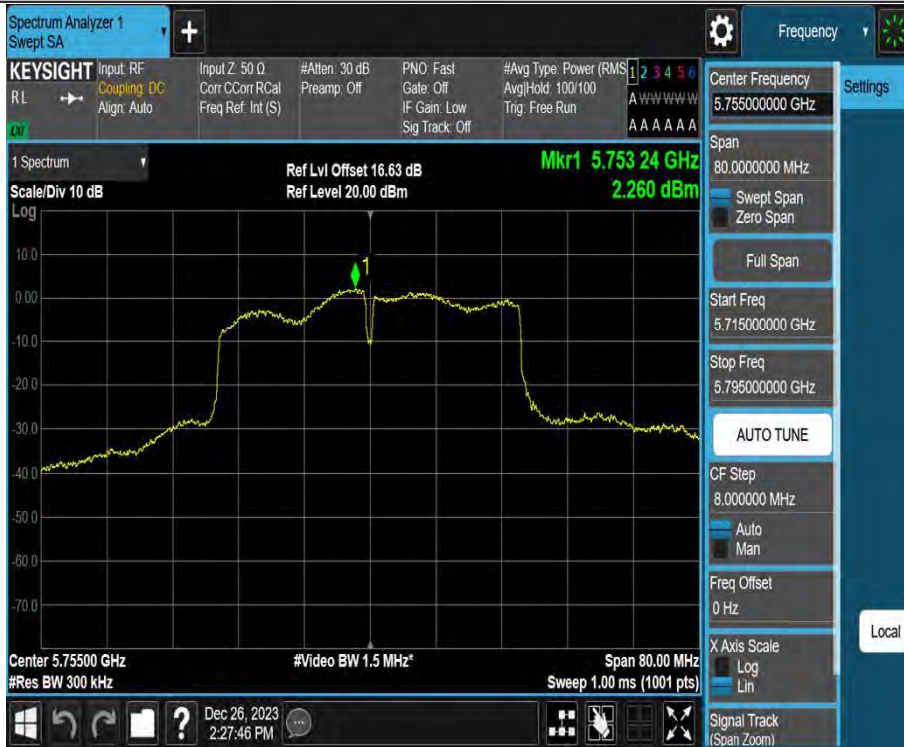 Spectrum Analyzer 1
Swept SA
+
Frequency
KEYSIGHT
RL
Input: RF
Coupling: DC
Align: Auto
Input Z: 50 Ω
Corr CCorr RCal
Freq Ref: Int (S)
#Atten: 30 dB
Preamp: Off
PNO: Fast
Gate: Off
IF Gain: Low
Sig Track: Off
#Avg Type: Power (RMS
Avg|Hold: 100/100
Trig: Free Run
1 2 3 4 5 6
A W W W W W
A A A A A A
1 Spectrum
Scale/Div 10 dB
Ref Lvl Offset 16.63 dB
Ref Level 20.00 dBm
Mkr1 5.753 24 GHz
2.260 dBm
Log
10.0
0.00
-10.0
-20.0
-30.0
-40.0
-50.0
-60.0
-70.0
1
Center 5.75500 GHz
#Video BW 1.5 MHz*
Span 80.00 MHz
#Res BW 300 kHz
Sweep 1.00 ms (1001 pts)
Dec 26, 2023
2:27:46 PM
Center Frequency
5.755000000 GHz
Settings
Span
80.0000000 MHz
Swept Span
Zero Span
Full Span
Start Freq
5.715000000 GHz
Stop Freq
5.795000000 GHz
AUTO TUNE
CF Step
8.000000 MHz
Auto
Man
Freq Offset
0 Hz
X Axis Scale
Log
Lin
Local
Signal Track
(Span Zoom)